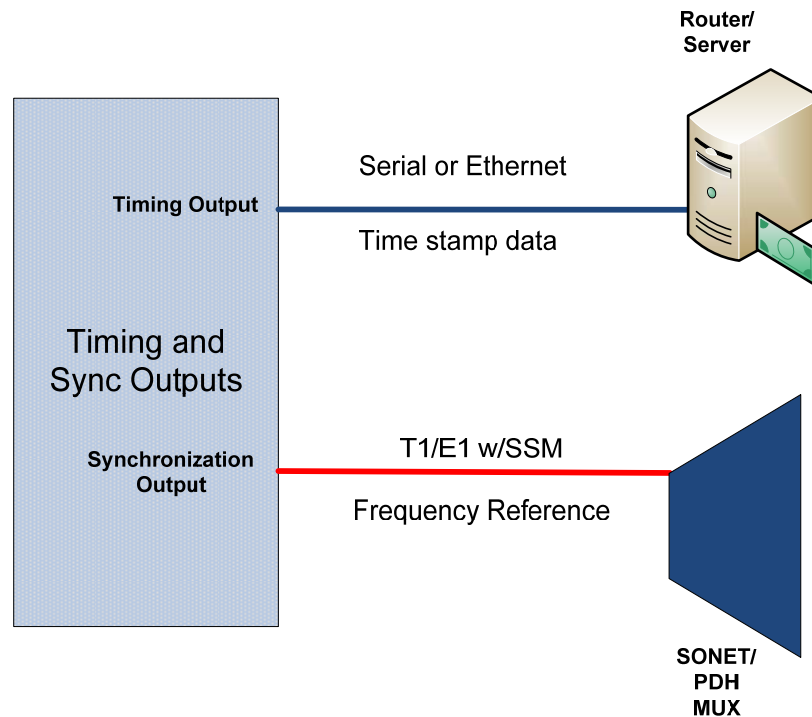 Router/
Server
Serial or Ethernet
Timing Output
Time stamp data
Timing and
Sync Outputs
T1/E1 w/SSM
Synchronization
Output
Frequency Reference
SONET/
PDH
MUX